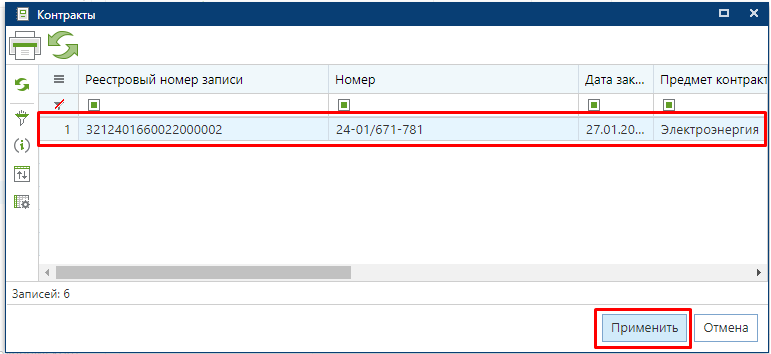 Контракты
Реестровый номер записи Номер Дата зак... Предмет контракт
1 3212401660022000002 24-01/671-781 27.01.20... Электроэнергия
Записей: 6
Применить Отмена